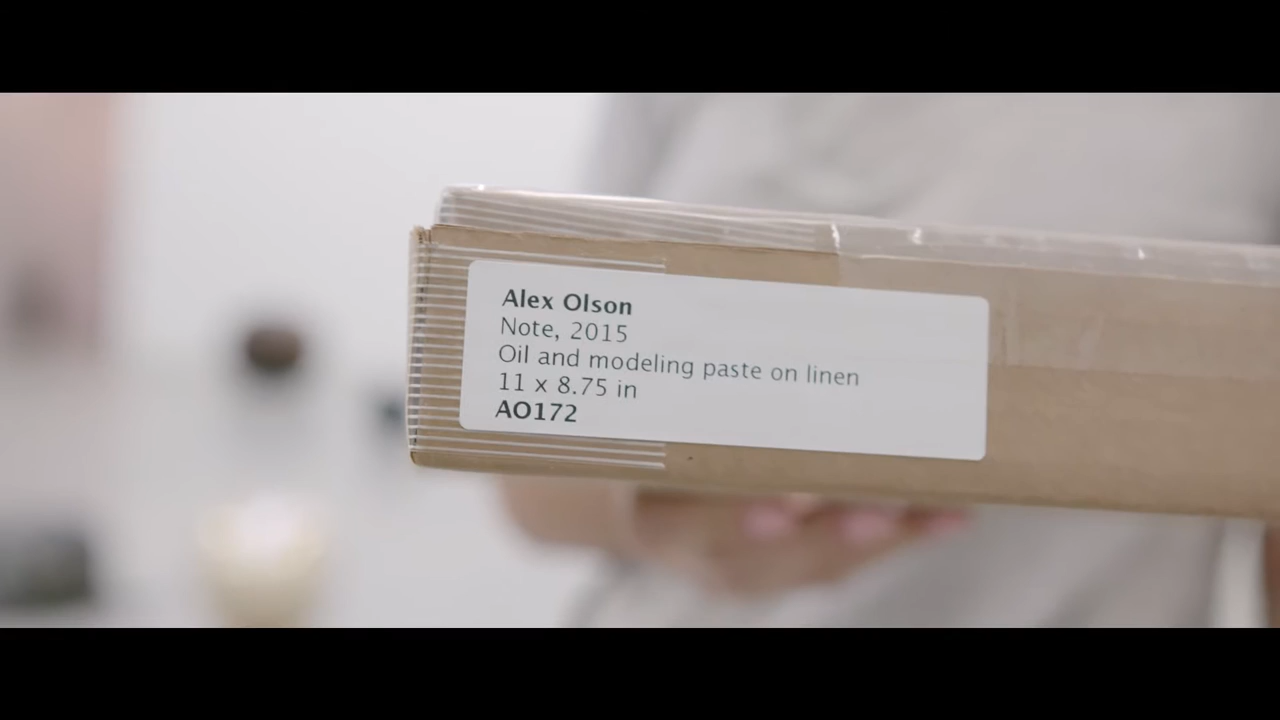 Alex Olson
Note, 2015
Oil and modeling paste on linen
11 x 8.75 in
AO172